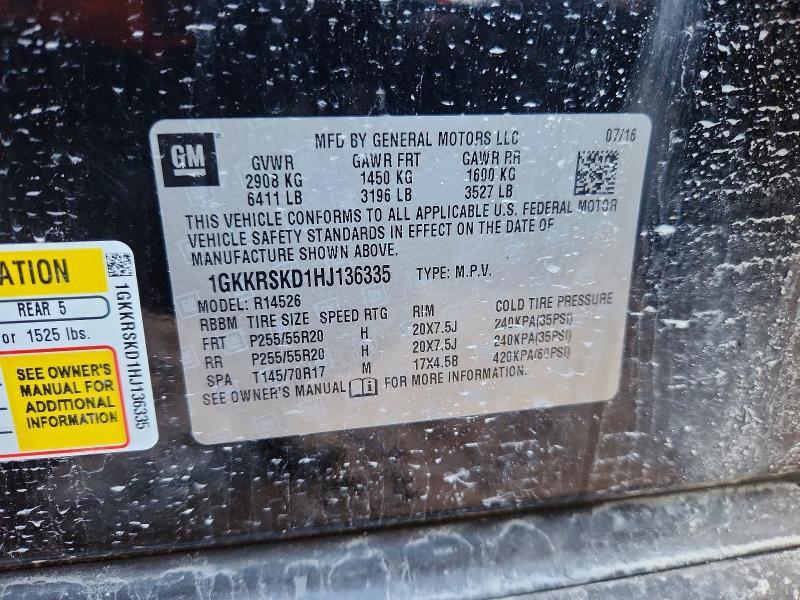 GM
MFD BY GENERAL MOTORS LLC 07/16
GVWR GAWR FRT GAWR RR
2908 KG 1450 KG 1600 KG
6411 LB 3196 LB 3527 LB
THIS VEHICLE CONFORMS TO ALL APPLICABLE U.S. FEDERAL MOTOR
VEHICLE SAFETY STANDARDS IN EFFECT ON THE DATE OF
MANUFACTURE SHOWN ABOVE.
1GKKRSKD1HJ136335 TYPE: M.P.V.
MODEL: R14526
RBBM TIRE SIZE SPEED RTG RIM COLD TIRE PRESSURE
FRT P255/55R20 H 20X7.5J 240KPA(35PSI)
RR P255/55R20 H 20X7.5J 240KPA(35PSI)
SPA T145/70R17 M 17X4.5B 420KPA(60PSI)
SEE OWNER'S MANUAL FOR MORE INFORMATION.
ATION
REAR 5
or 1525 lbs.
SEE OWNER'S
MANUAL FOR
ADDITIONAL
INFORMATION
1GKKRSKD1HJ136335